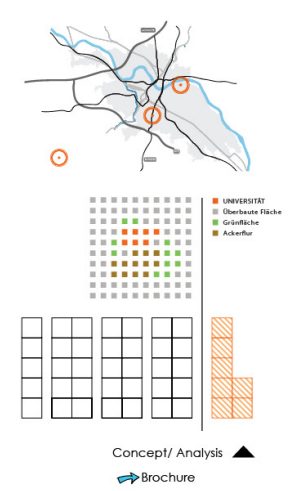 UNIVERSITÄT
Überbaute Fläche
Grünfläche
Ackerflur
Concept/ Analysis
Brochure